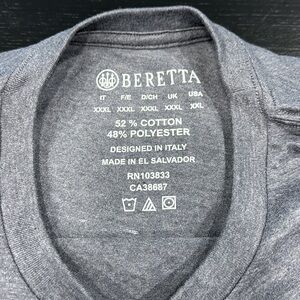 BERETTA
IT F/E D/CH UK USA
XXXL XXXL XXXL XXXL XXL
52 % COTTON
48% POLYESTER
DESIGNED IN ITALY
MADE IN EL SALVADOR
RN103833
CA38687